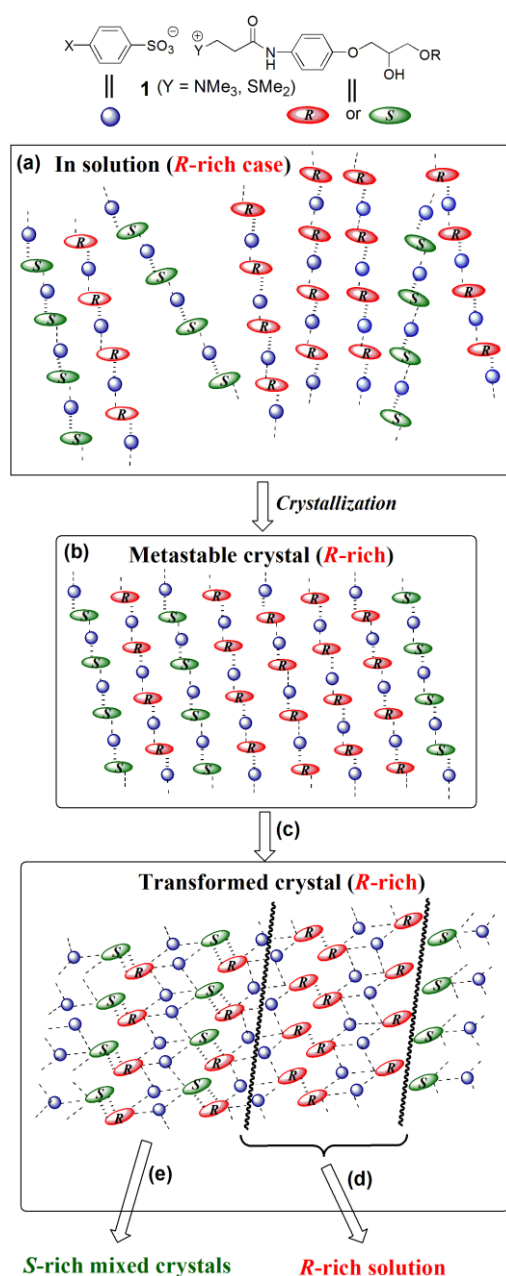 X SO₃⊖ ⊕ Y O N H O OH OR
1 (Y = NMe₃, SMe₂) R or S
(a) In solution (R-rich case)
R
R
R
R R
S R
R
R
S
R R
S
S
R
R R
S
R
S
R
R
S
R R
S
R
S
R
R
S
R
S
Crystallization
(b) Metastable crystal (R-rich)
R R R R S
S S
R R R R
S S R R S
R R R R
S S R R S
R R R R
S S R R S
(c)
Transformed crystal (R-rich)
R
R
S S
R R
S
R R
R
R
S S
S
R R
R
R
R
S S
S
R R
R
R
R
S S
S
R R
R
R
(e) (d)
S-rich mixed crystals R-rich solution